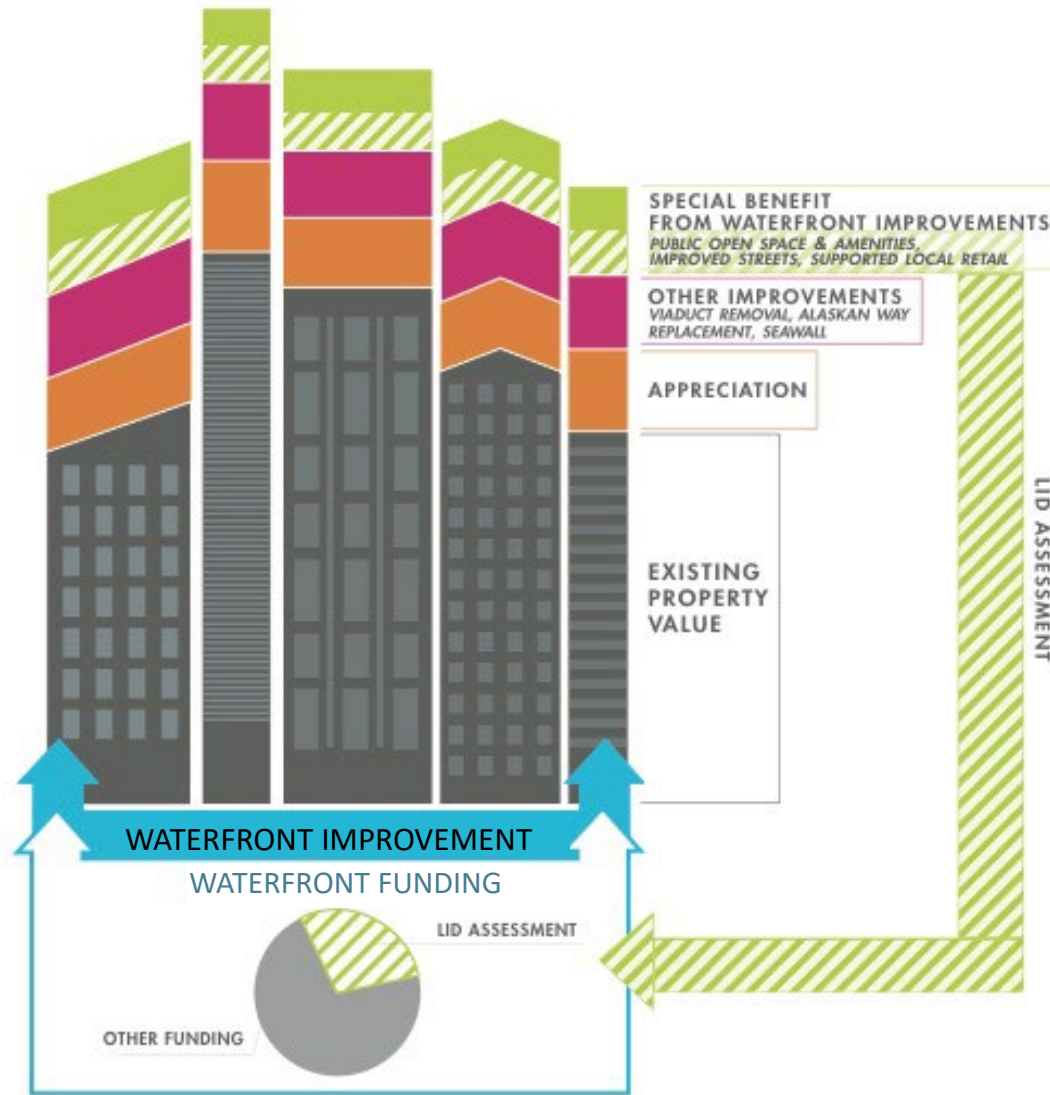 SPECIAL BENEFIT
FROM WATERFRONT IMPROVEMENTS
PUBLIC OPEN SPACE & AMENITIES,
IMPROVED STREETS, SUPPORTED LOCAL RETAIL
OTHER IMPROVEMENTS
VIADUCT REMOVAL, ALASKAN WAY
REPLACEMENT, SEAWALL
APPRECIATION
EXISTING
PROPERTY
VALUE
LID ASSESSMENT
WATERFRONT IMPROVEMENT
WATERFRONT FUNDING
LID ASSESSMENT
OTHER FUNDING